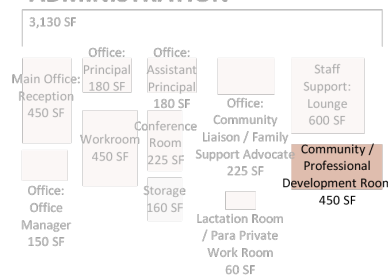 ADMINISTRATION
3,130 SF
Main Office:
Reception
450 SF
Office:
Principal
180 SF
Office:
Assistant
Principal
180 SF
Office:
Community
Liaison / Family
Support Advocate
225 SF
Staff
Support:
Lounge
600 SF
Workroom
450 SF
Conference
Room
225 SF
Community /
Professional
Development Room
450 SF
Office:
Office
Manager
150 SF
Storage
160 SF
Lactation Room
/ Para Private
Work Room
60 SF